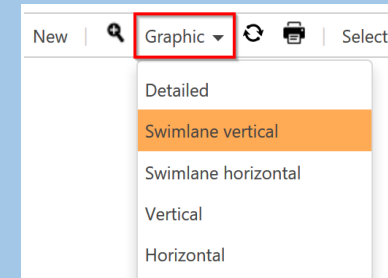 New Graphic Select
Detailed
Swimlane vertical
Swimlane horizontal
Vertical
Horizontal